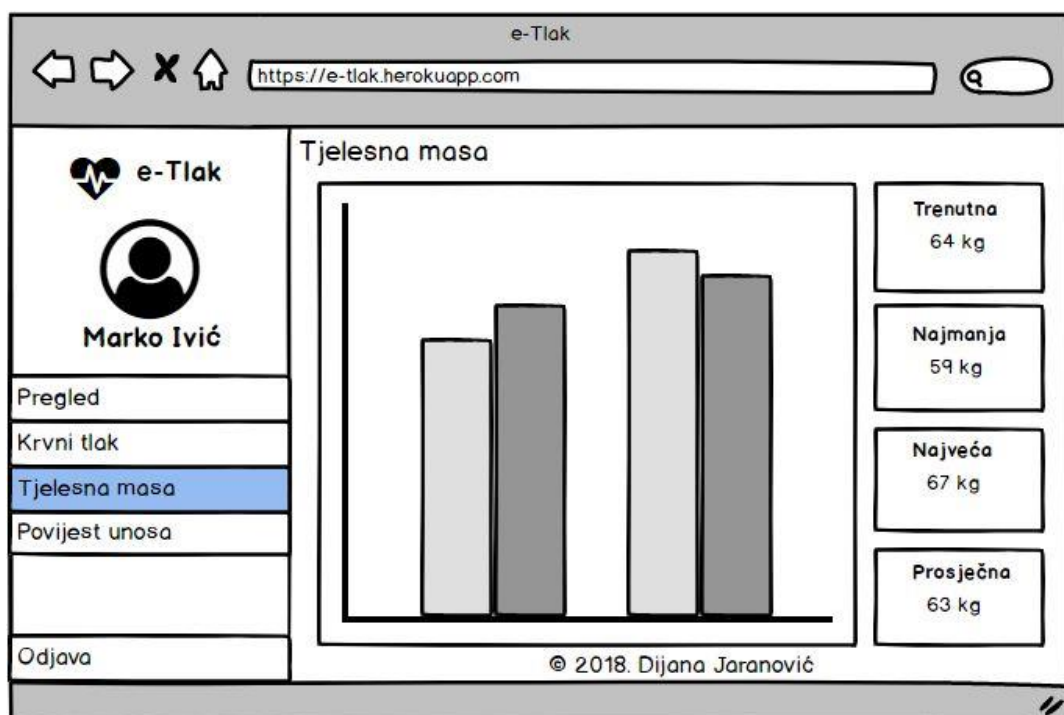 e-Tlak
https://e-tlak.herokuapp.com
e-Tlak
Marko Ivić
Pregled
Krvni tlak
Tjelesna masa
Povijest unosa
Odjava
Tjelesna masa
Trenutna
64 kg
Najmanja
59 kg
Najveća
67 kg
Prosječna
63 kg
© 2018. Dijana Jaranović